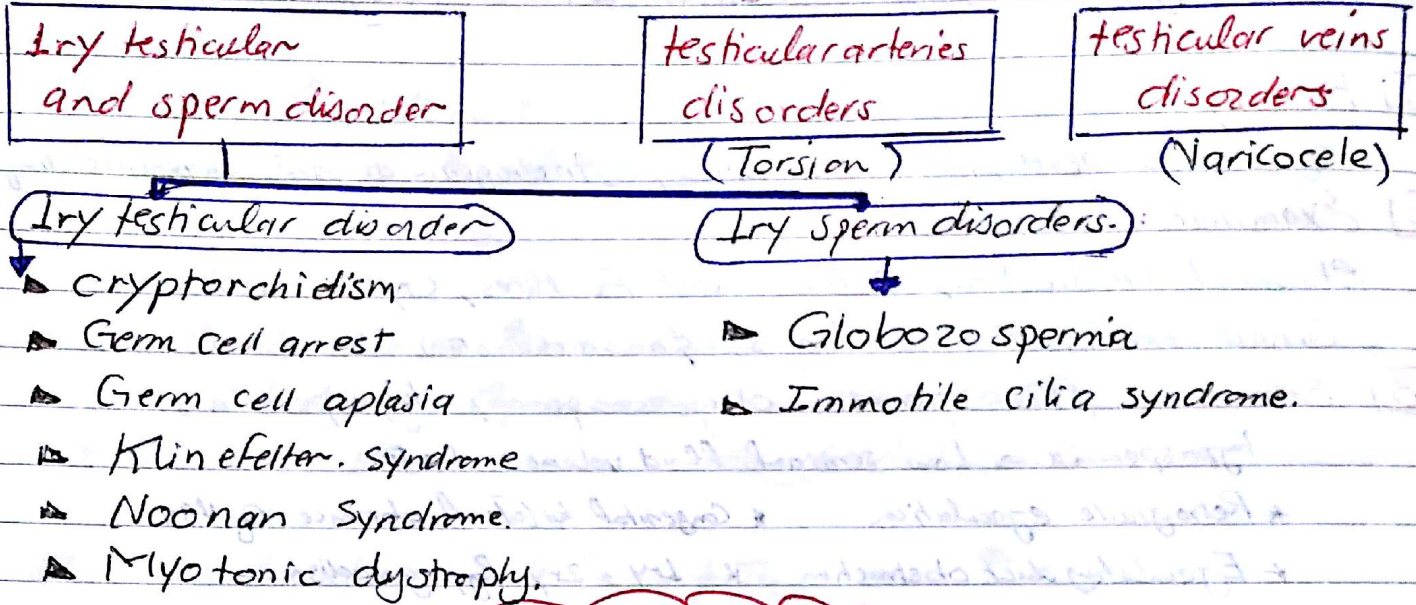 1ry testicular
and sperm disorder
testicular arteries
disorders
(Torsion)
testicular veins
disorders
(Varicocele)
1ry testicular disorder
cryptorchidism
Germ cell arrest
Germ cell aplasia
Klinefelter. syndrome
Noonan Syndrome.
Myotonic dystrophy.
1ry sperm disorders.:
Globozospermia
Immotile cilia syndrome.